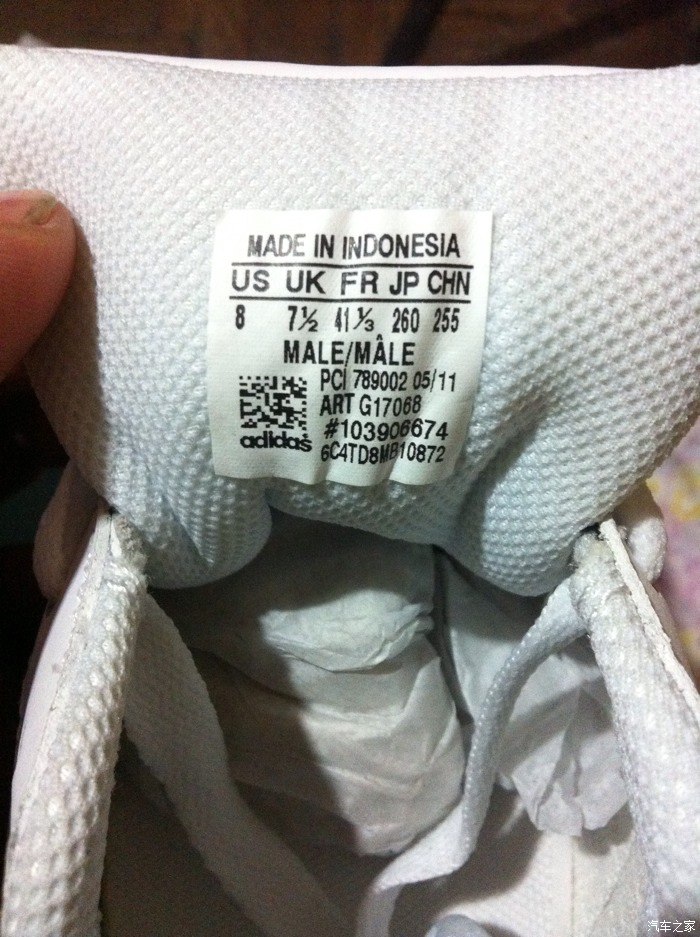 MADE IN INDONESIA
US UK FR JP CHN
8 7½ 41⅓ 260 255
MALE/MÂLE
PCI 789002 05/11
ART G17068
#103906674
adidas 6C4TD8MB10872
汽车之家